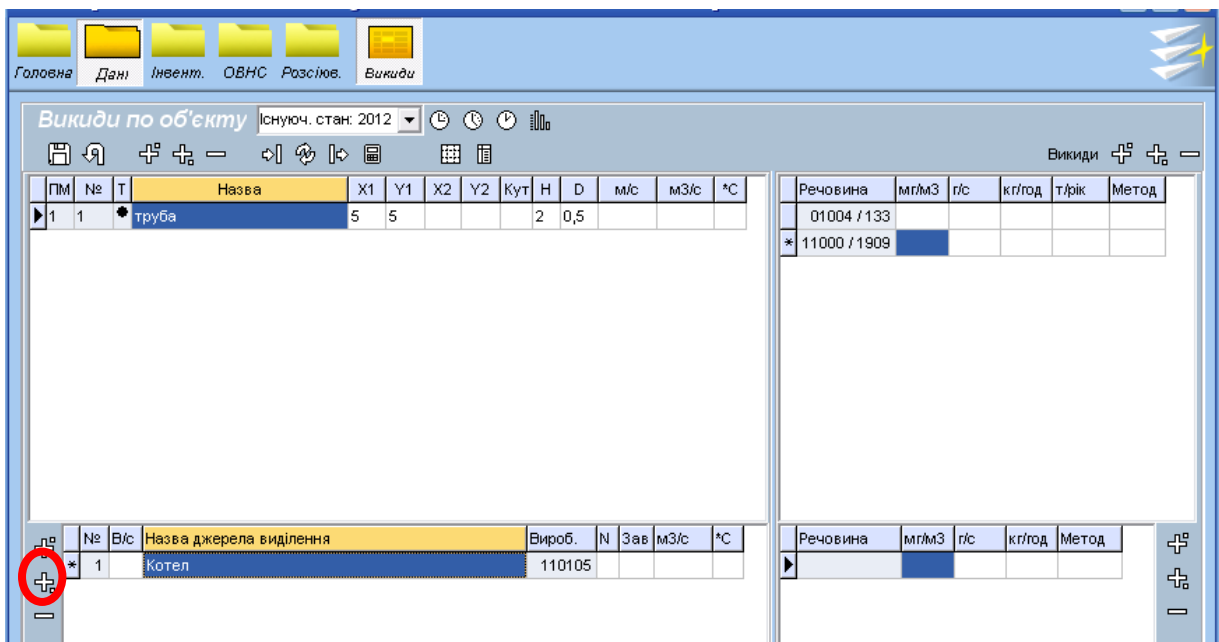 Головна Дані Інвент. ОВНС Розсіюв. Викиди
Викиди по об'єкту Існуюч. стан: 2012
Викиди
ПМ № Т Назва X1 Y1 X2 Y2 Кут H D м/с м3/с *C
1 1 труба 5 5 2 0,5
Речовина мг/м3 г/с кг/год т/рік Метод
01004 / 133
* 11000 / 1909
№ В/с Назва джерела виділення Вироб. N Зав м3/с *C
* 1 Котел 110105
Речовина мг/м3 г/с кг/год Метод